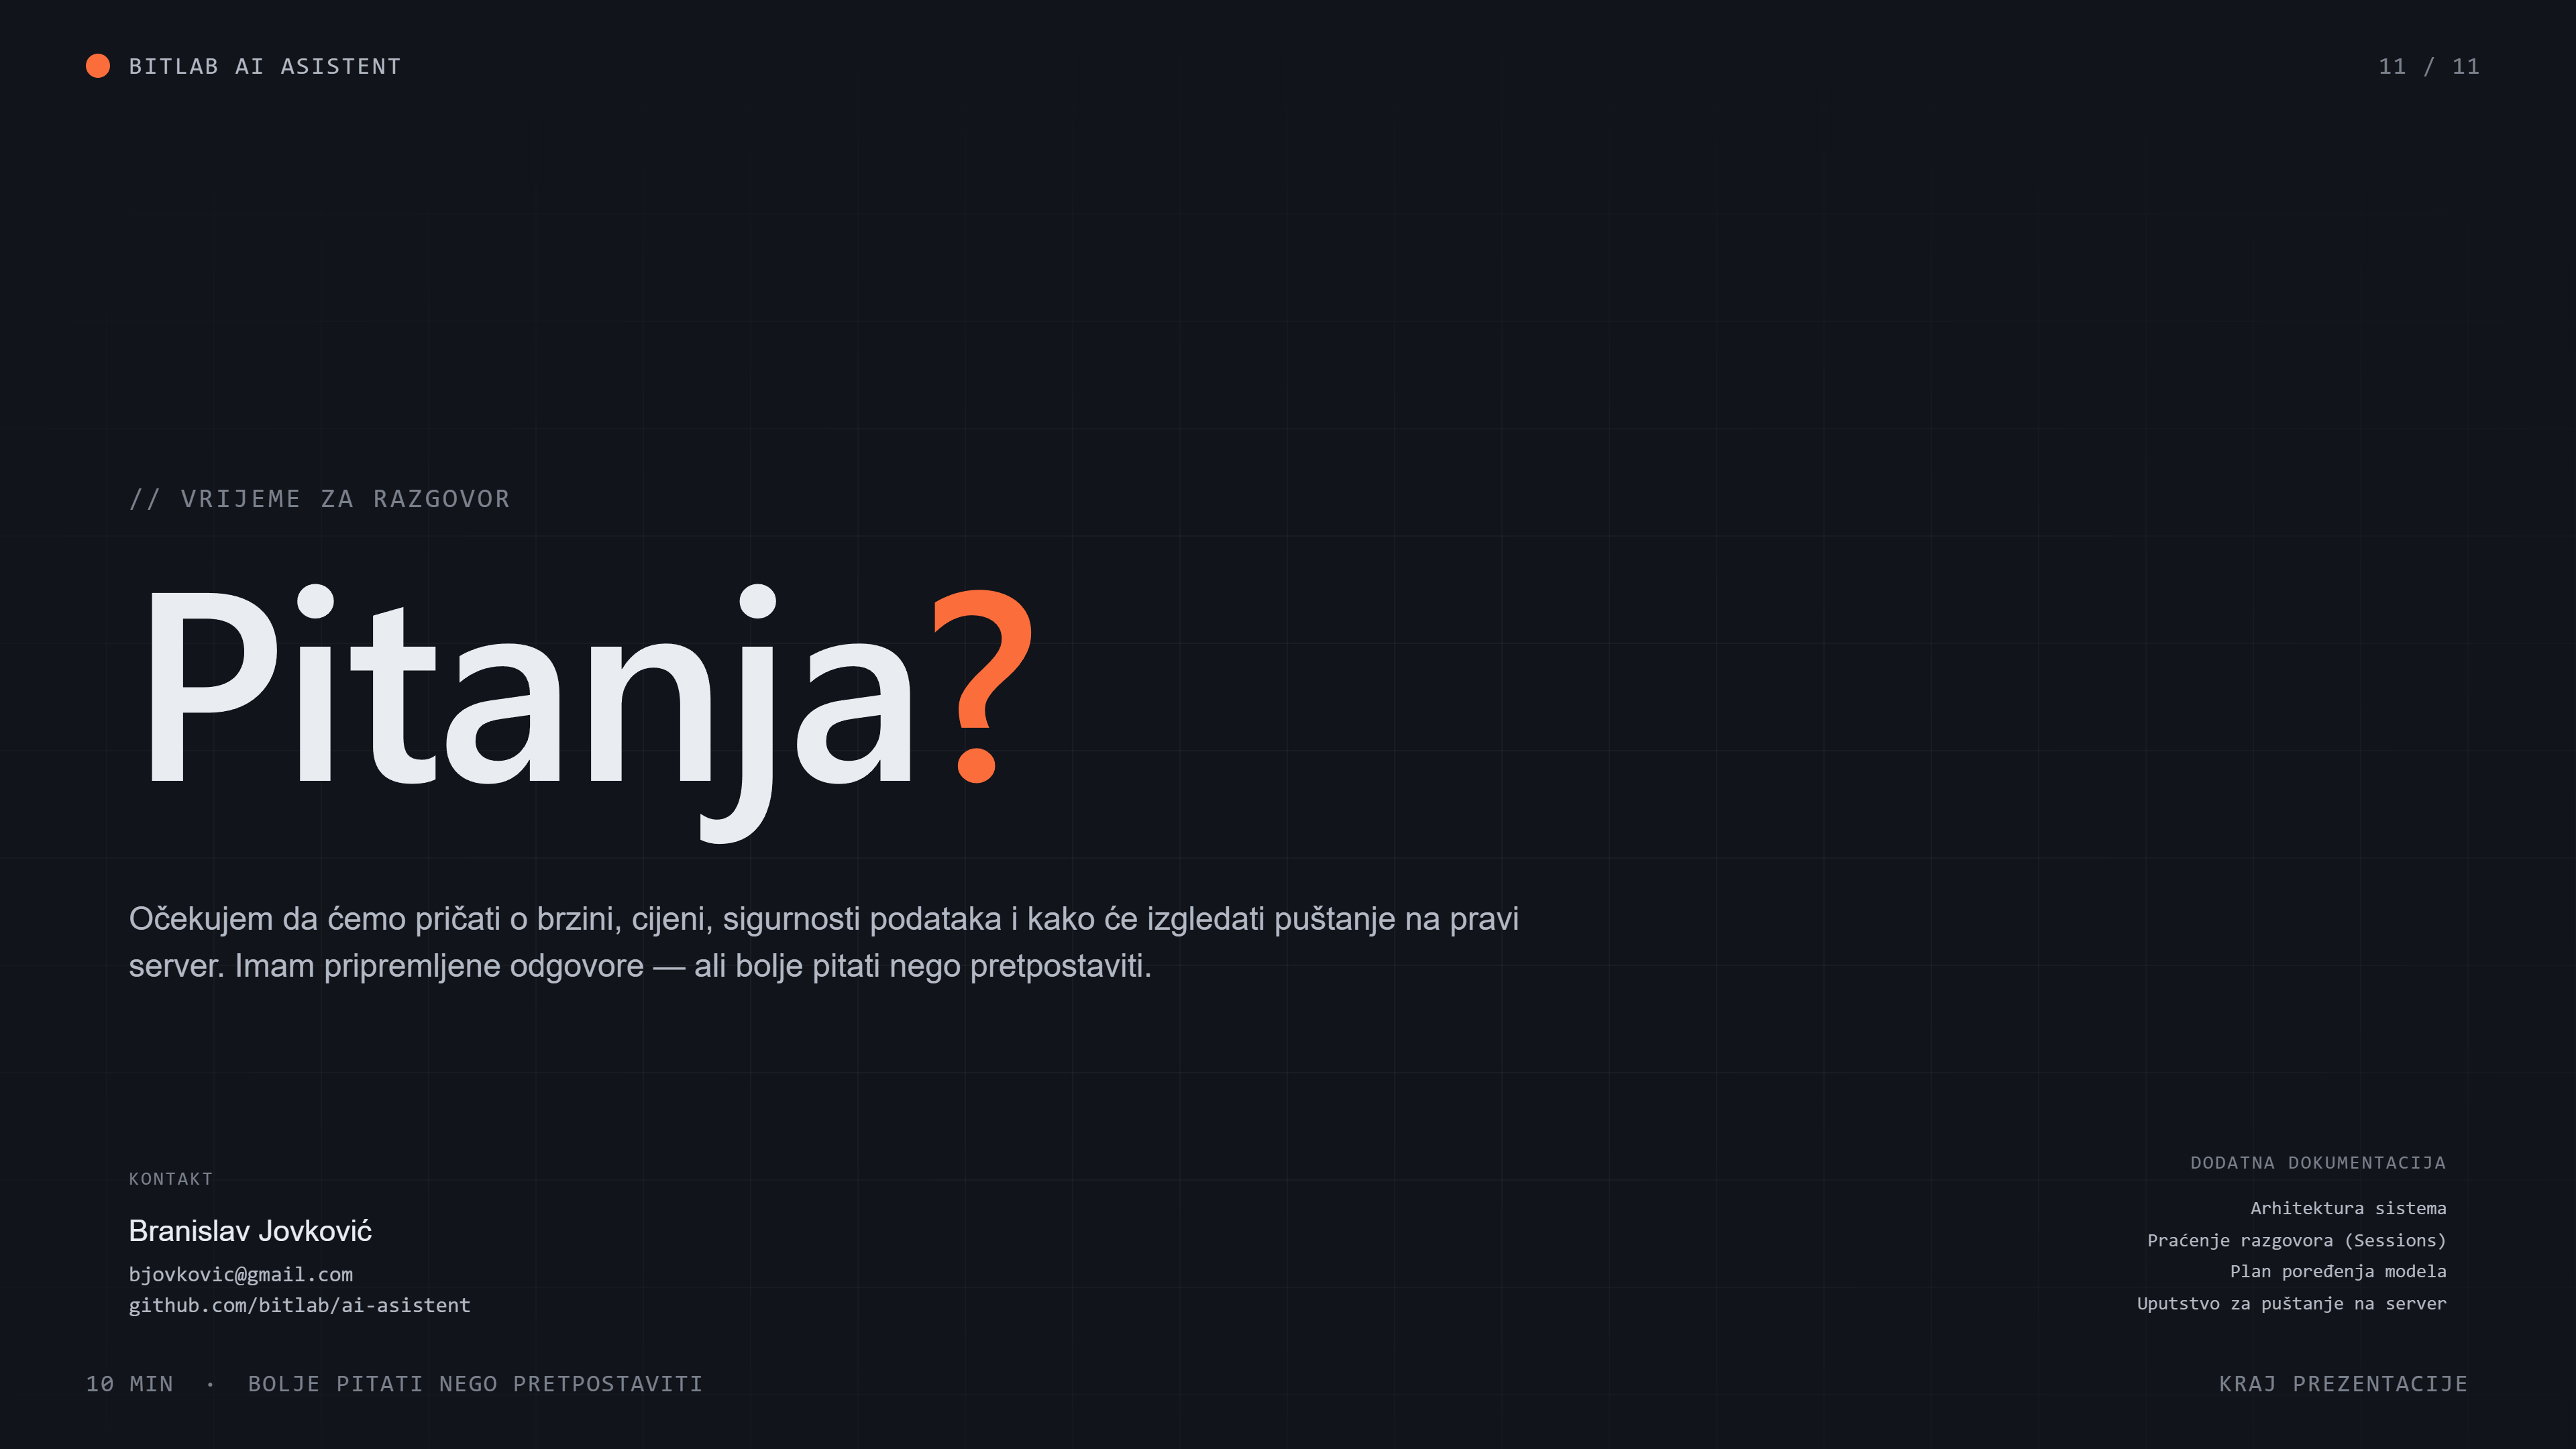 BITLAB AI ASISTENT
11 / 11
// VRIJEME ZA RAZGOVOR
Pitanja?
Očekujem da ćemo pričati o brzini, cijeni, sigurnosti podataka i kako će izgledati puštanje na pravi
server. Imam pripremljene odgovore — ali bolje pitati nego pretpostaviti.
KONTAKT
Branislav Jovković
bjovkovic@gmail.com
github.com/bitlab/ai-asistent
DODATNA DOKUMENTACIJA
Arhitektura sistema
Praćenje razgovora (Sessions)
Plan poređenja modela
Uputstvo za puštanje na server
10 MIN · BOLJE PITATI NEGO PRETPOSTAVITI
KRAJ PREZENTACIJE